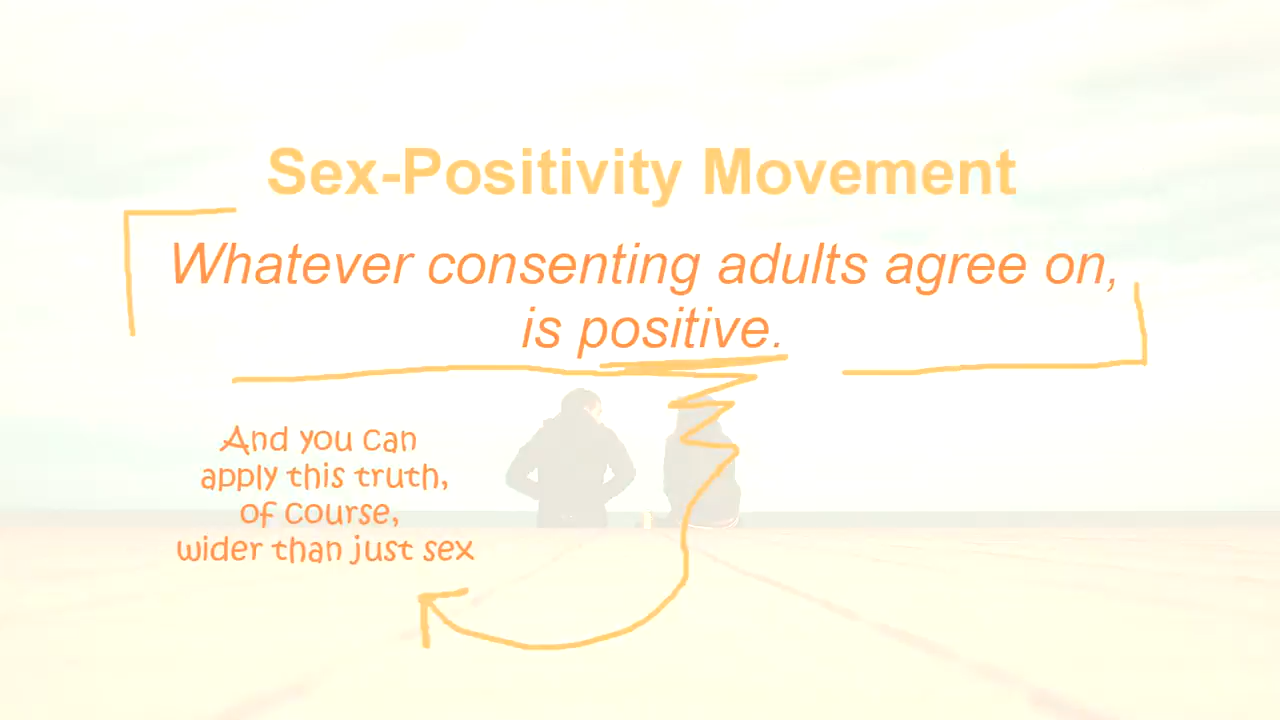 Sex-Positivity Movement
Whatever consenting adults agree on,
is positive.
And you can
apply this truth,
of course,
wider than just sex